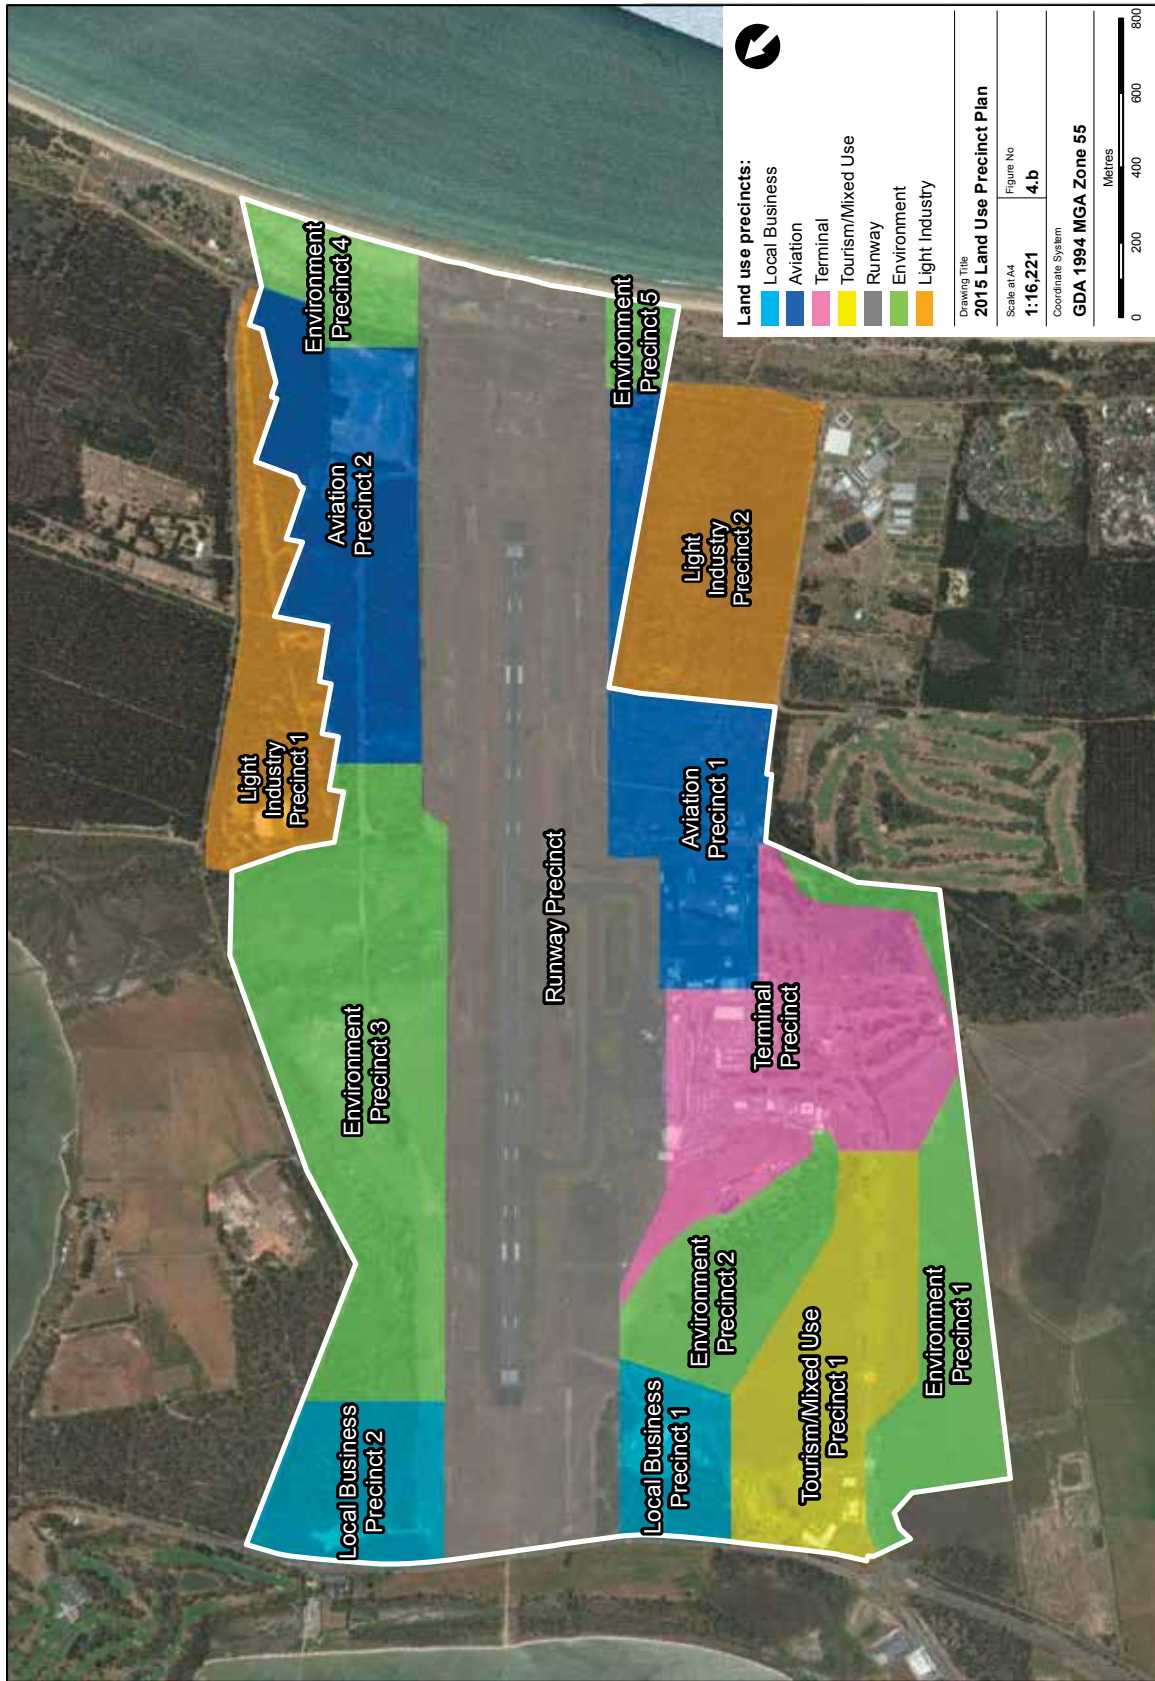 Environment
Precinct 4
Aviation
Precinct 2
Light
Industry
Precinct 1
Environment
Precinct 3
Local Business
Precinct 2
Runway Precinct
Environment
Precinct 5
Light
Industry
Precinct 2
Aviation
Precinct 1
Terminal
Precinct
Environment
Precinct 2
Local Business
Precinct 1
Tourism/Mixed Use
Precinct 1
Environment
Precinct 1
Land use precincts:
Local Business
Aviation
Terminal
Tourism/Mixed Use
Runway
Environment
Light Industry
Drawing Title
2015 Land Use Precinct Plan
Scale at A4
1:16,221
Figure No
4.b
Coordinate System
GDA 1994 MGA Zone 55
Metres
0 200 400 600 800